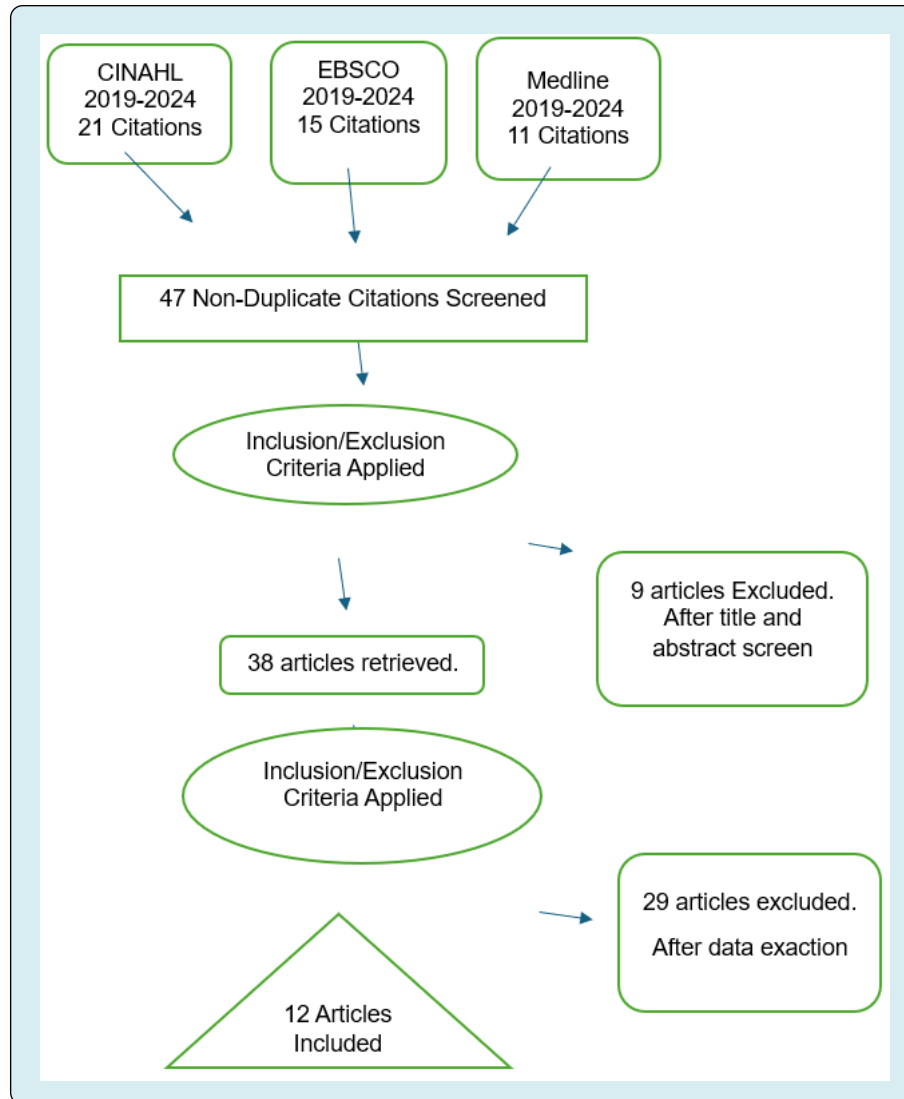 CINAHL
2019-2024
21 Citations
EBSCO
2019-2024
15 Citations
Medline
2019-2024
11 Citations
47 Non-Duplicate Citations Screened
Inclusion/Exclusion
Criteria Applied
9 articles Excluded.
After title and
abstract screen
38 articles retrieved.
Inclusion/Exclusion
Criteria Applied
29 articles excluded.
After data exaction
12 Articles
Included